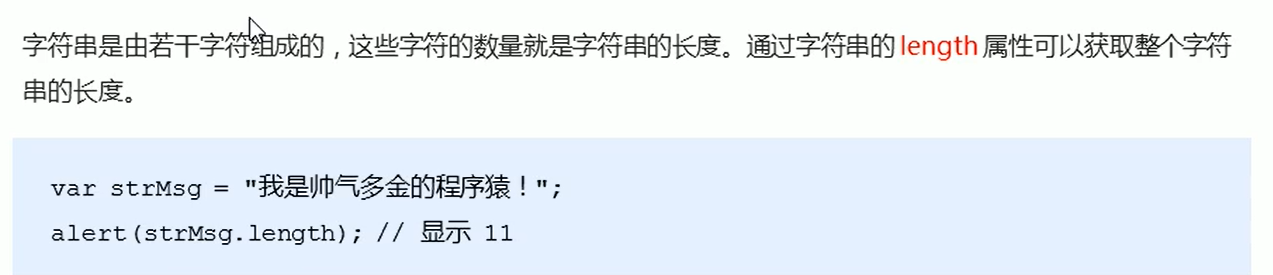 字符串是由若干字符组成的，这些字符的数量就是字符串的长度。通过字符串的 length 属性可以获取整个字符
串的长度。
var strMsg = "我是帅气多金的程序猿！";
alert(strMsg.length); // 显示 11